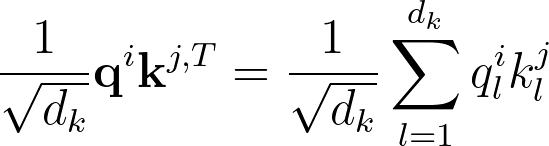 \frac{1}{\sqrt{d_k}} \mathbf{q}^i \mathbf{k}^{j,T} = \frac{1}{\sqrt{d_k}} \sum_{l=1}^{d_k} q_l^i k_l^j